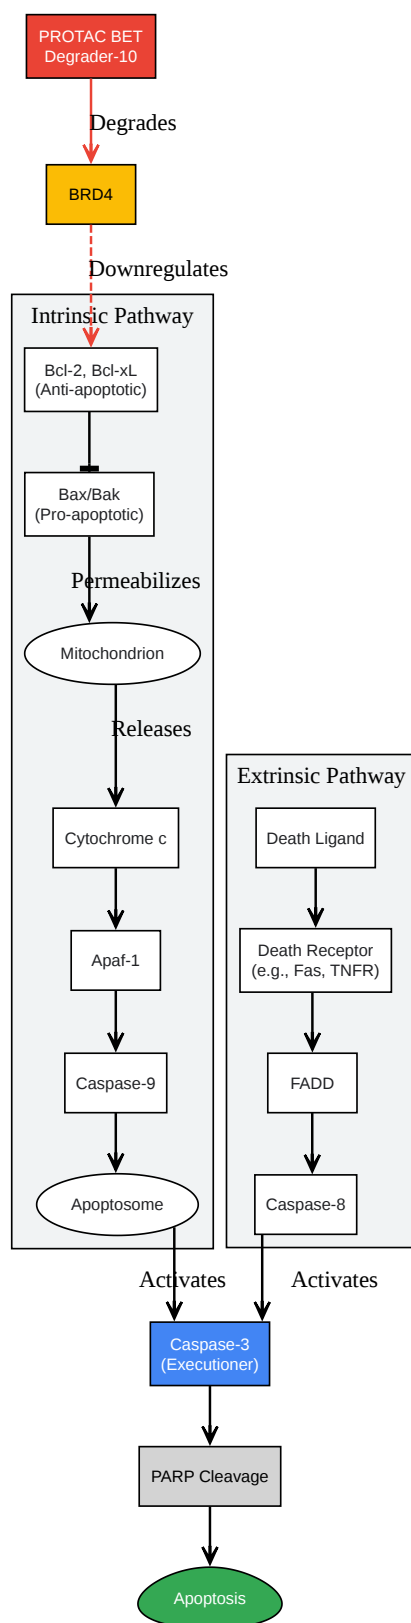 PROTAC BET
Degrader-10
Degrades
BRD4
Downregulates
Intrinsic Pathway
Bcl-2, Bcl-xL
(Anti-apoptotic)
Bax/Bak
(Pro-apoptotic)
Permeabilizes
Mitochondrion
Releases
Cytochrome c
Apaf-1
Caspase-9
Apoptosome
Extrinsic Pathway
Death Ligand
Death Receptor
(e.g., Fas, TNFR)
FADD
Caspase-8
Activates
Activates
Caspase-3
(Executioner)
PARP Cleavage
Apoptosis